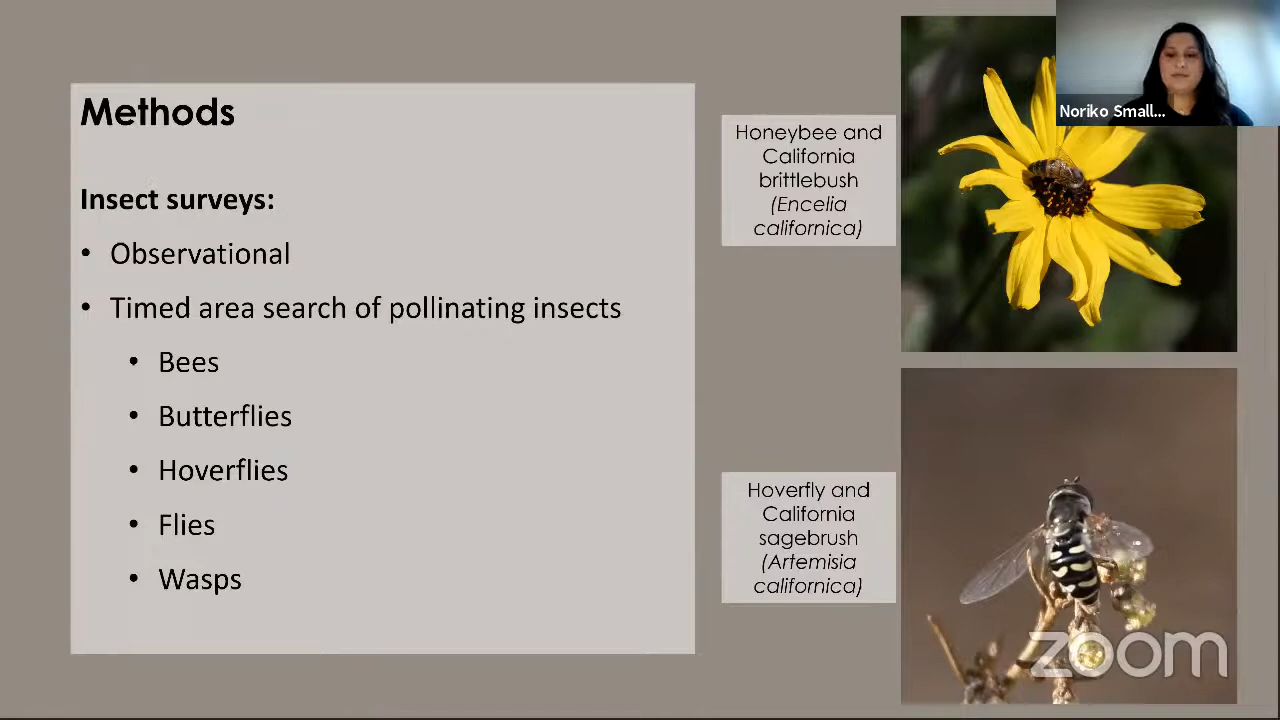 Methods
Insect surveys:
• Observational
• Timed area search of pollinating insects
• Bees
• Butterflies
• Hoverflies
• Flies
• Wasps
Honeybee and
California
brittlebush
(Encelia
californica)
Hoverfly and
California
sagebrush
(Artemisia
californica)
Noriko Small...
zoom